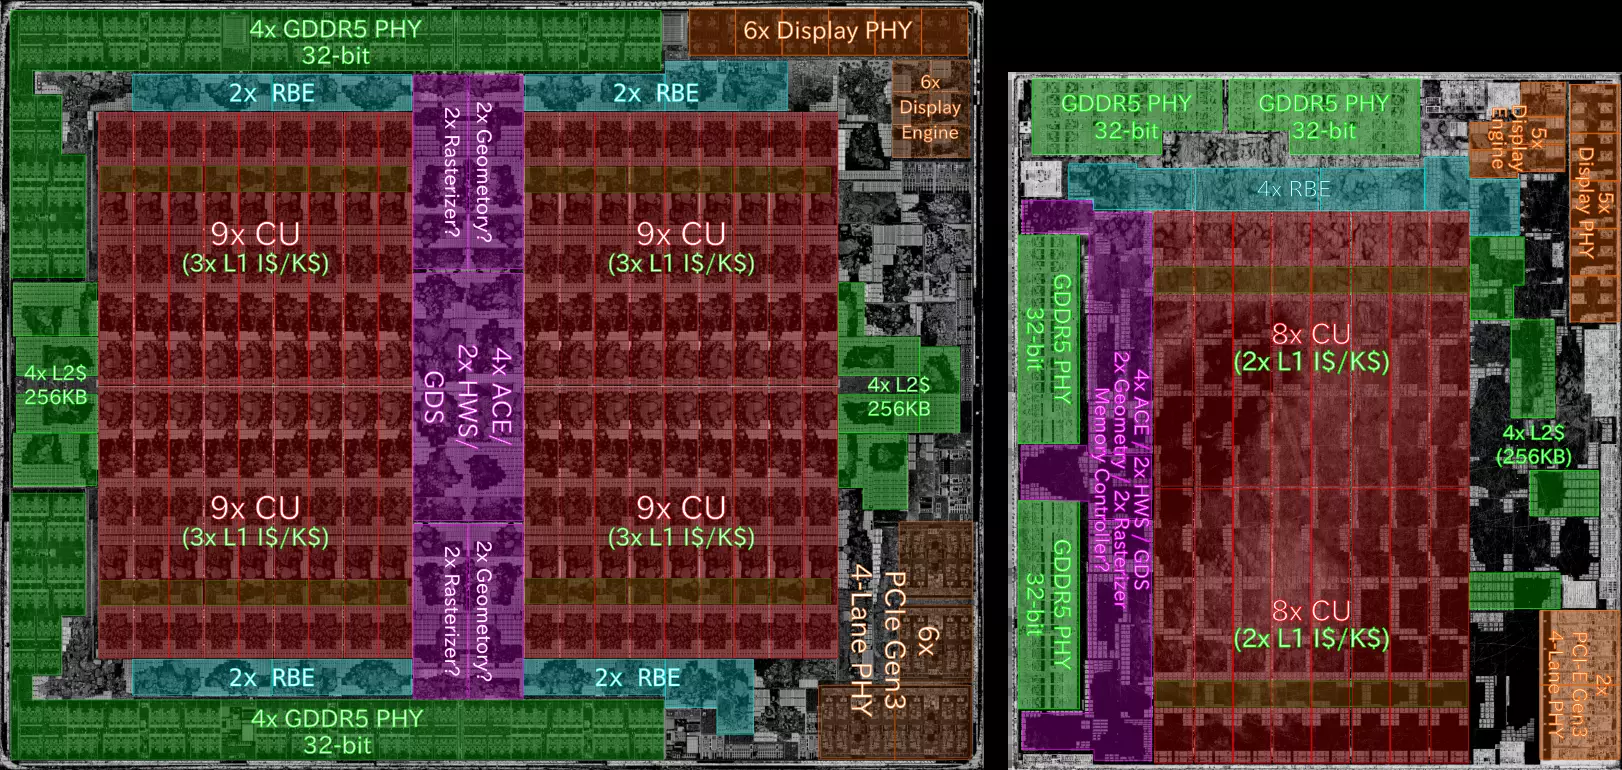 4x GDDR5 PHY
32-bit
6x Display PHY
2x RBE
2x RBE
6x
Display
Engine
2x Geometory?
2x Rasterizer?
9x CU
(3x L1 I$/K$)
9x CU
(3x L1 I$/K$)
4x L2$
256KB
4x ACE/
2x HWS/
GDS
4x L2$
256KB
9x CU
(3x L1 I$/K$)
9x CU
(3x L1 I$/K$)
2x Geometory?
2x Rasterizer?
6x
PCIe Gen3
4-Lane PHY
2x RBE
2x RBE
4x GDDR5 PHY
32-bit
GDDR5 PHY
32-bit
GDDR5 PHY
32-bit
5x
Display
Engine
5x
Display PHY
4x RBE
GDDR5 PHY
32-bit
8x CU
(2x L1 I$/K$)
4x ACE / 2x HWS / GDS
2x Geometry/ 2x Rasterizer
Memory Controller?
4x L2$
(256KB)
GDDR5 PHY
32-bit
8x CU
(2x L1 I$/K$)
2x
PCIe Gen3
4-Lane PHY